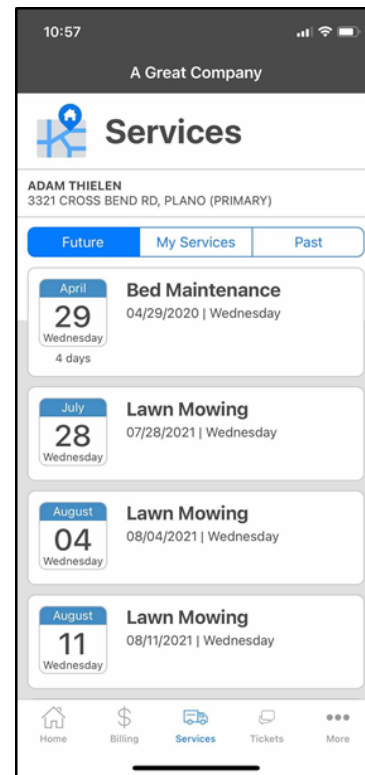 10:57
A Great Company
Services
ADAM THIELEN
3321 CROSS BEND RD, PLANO (PRIMARY)
Future My Services Past
April
29
Wednesday
4 days
Bed Maintenance
04/29/2020 | Wednesday
July
28
Wednesday
Lawn Mowing
07/28/2021 | Wednesday
August
04
Wednesday
Lawn Mowing
08/04/2021 | Wednesday
August
11
Wednesday
Lawn Mowing
08/11/2021 | Wednesday
Home Billing Services Tickets More